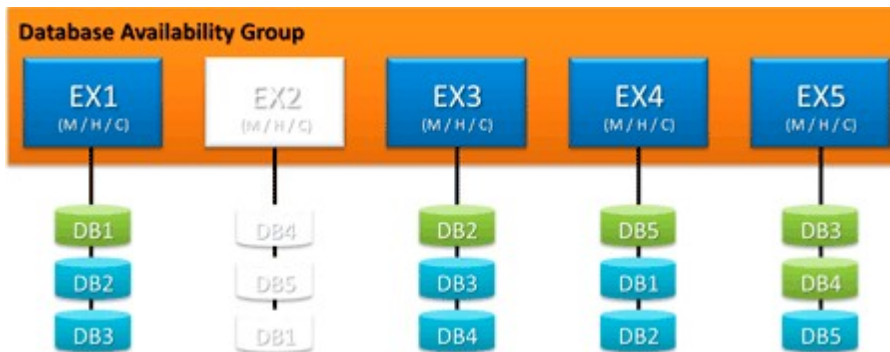 Database Availability Group
EX1 EX2 EX3 EX4 EX5
(M / H / C) (M / H / C) (M / H / C) (M / H / C) (M / H / C)
DB1 DB4 DB2 DB5 DB3
DB2 DB5 DB3 DB1 DB4
DB3 DB1 DB4 DB2 DB5